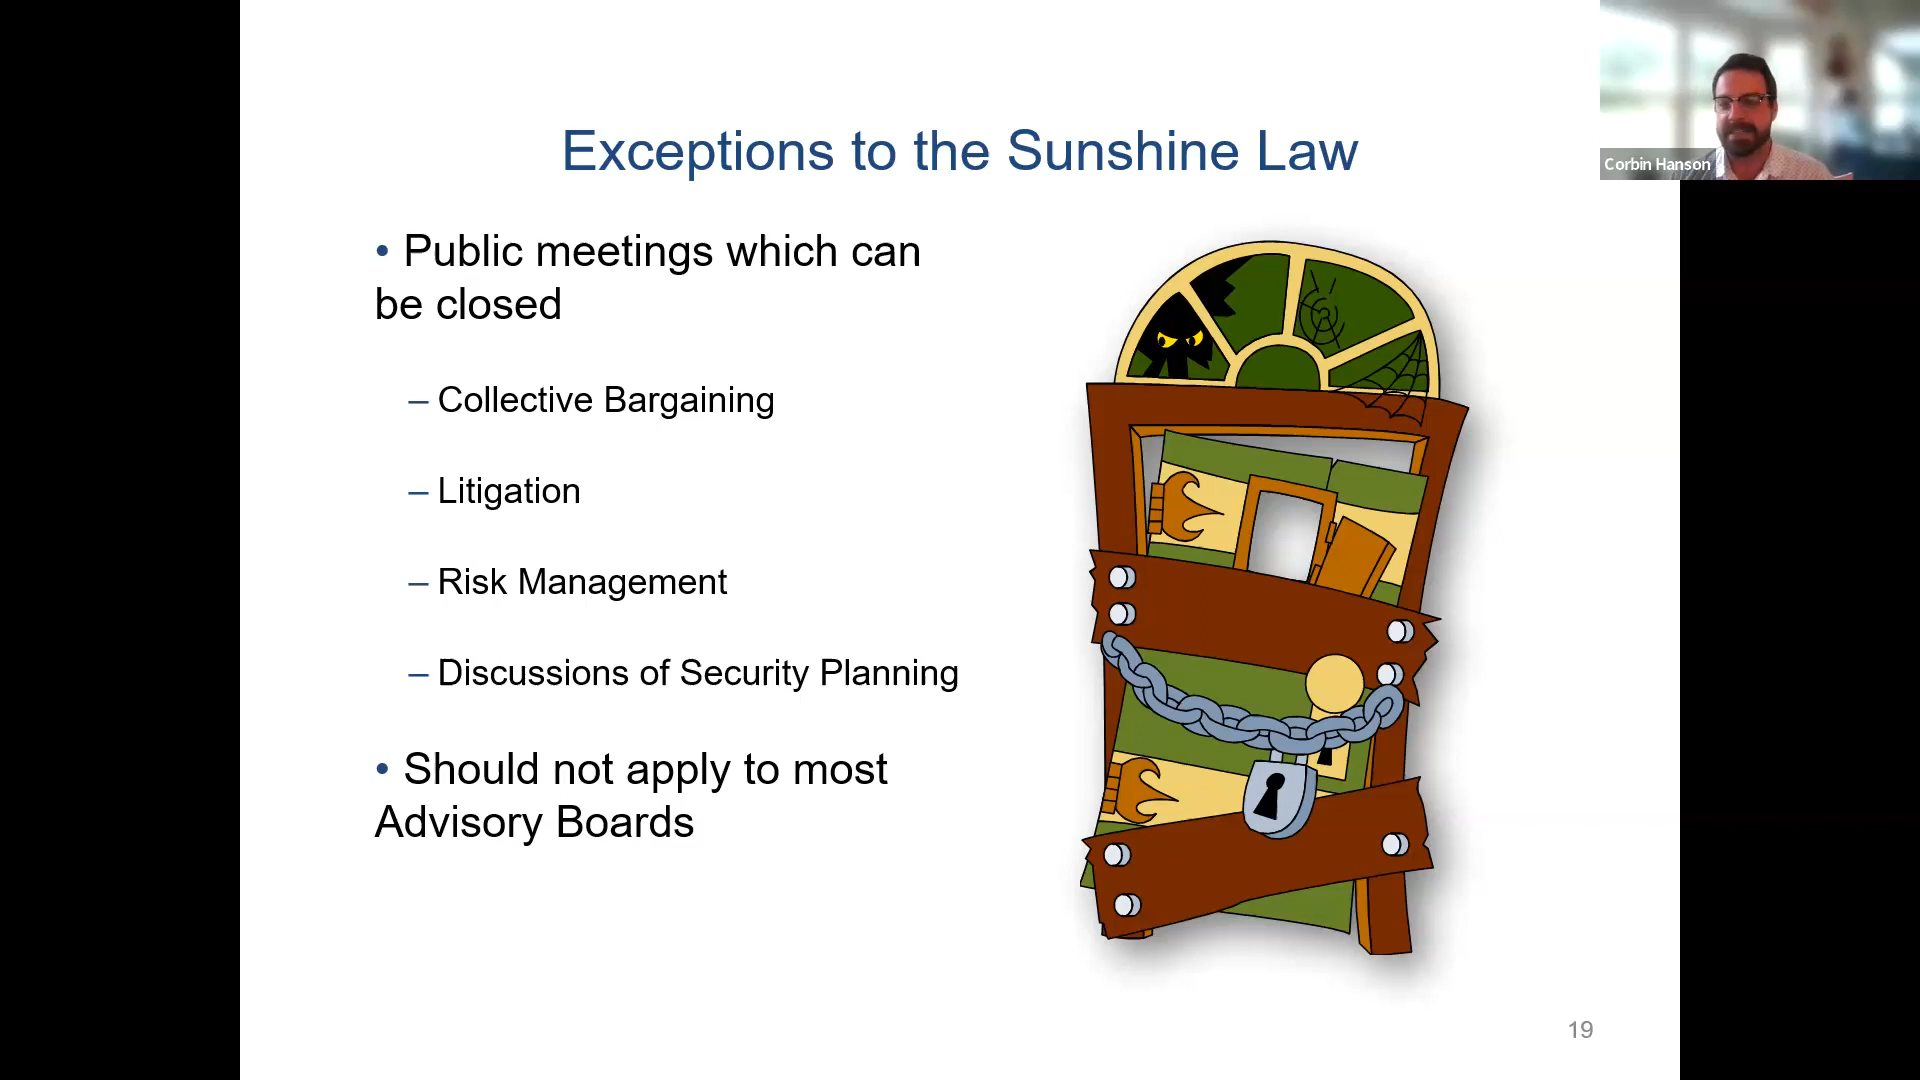 Exceptions to the Sunshine Law
Corbin Hanson
• Public meetings which can
be closed
– Collective Bargaining
– Litigation
– Risk Management
– Discussions of Security Planning
• Should not apply to most
Advisory Boards
19